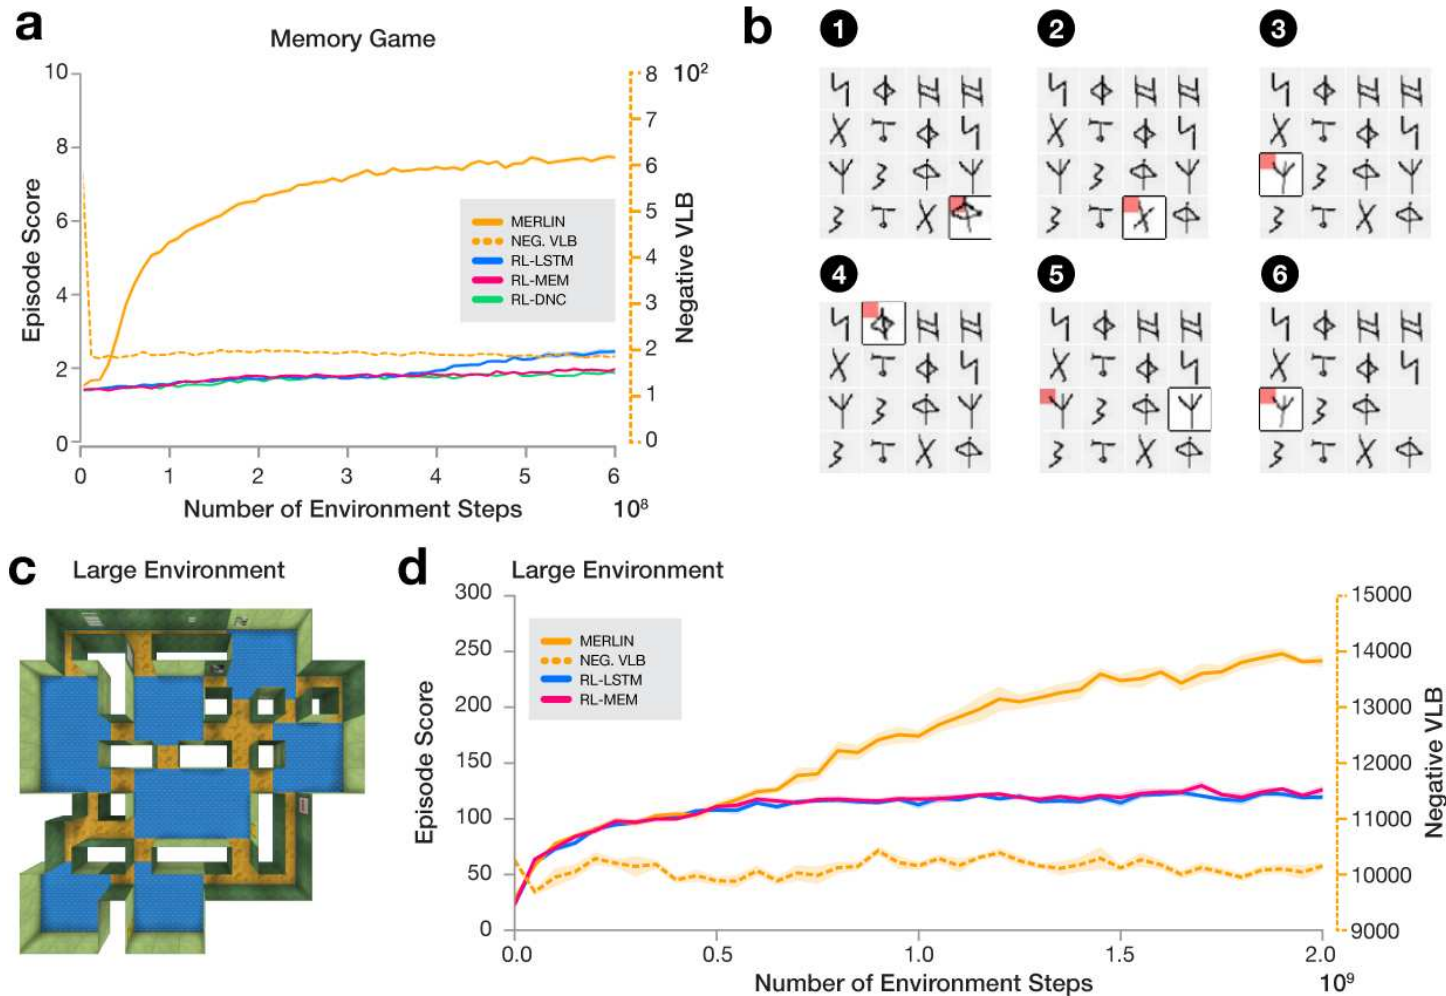 a
Memory Game
10
8
6
4
2
0
Episode Score
0 1 2 3 4 5 6
Number of Environment Steps
10⁸
8
7
6
5
4
3
2
1
0
10²
Negative VLB
MERLIN
NEG. VLB
RL-LSTM
RL-MEM
RL-DNC
b
1 2 3
4 5 6
c
Large Environment
d
Large Environment
300
250
200
150
100
50
0
Episode Score
MERLIN
NEG. VLB
RL-LSTM
RL-MEM
15000
14000
13000
12000
11000
10000
9000
Negative VLB
0.0 0.5 1.0 1.5 2.0
Number of Environment Steps
10⁹